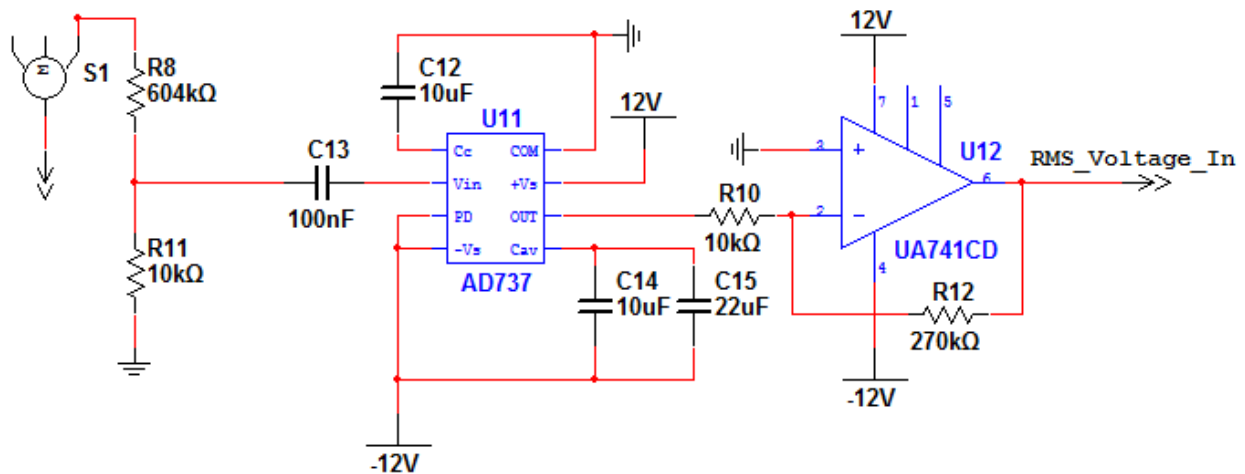 S1
R8
604kΩ
R11
10kΩ
C13
100nF
C12
10uF
U11
Cc
Vin
PD
-Vs
COM
+Vs
OUT
Cav
AD737
12V
C14
10uF
C15
22uF
-12V
R10
10kΩ
12V
7
1
5
3
+
2
-
6
4
U12
UA741CD
R12
270kΩ
-12V
RMS_Voltage_In